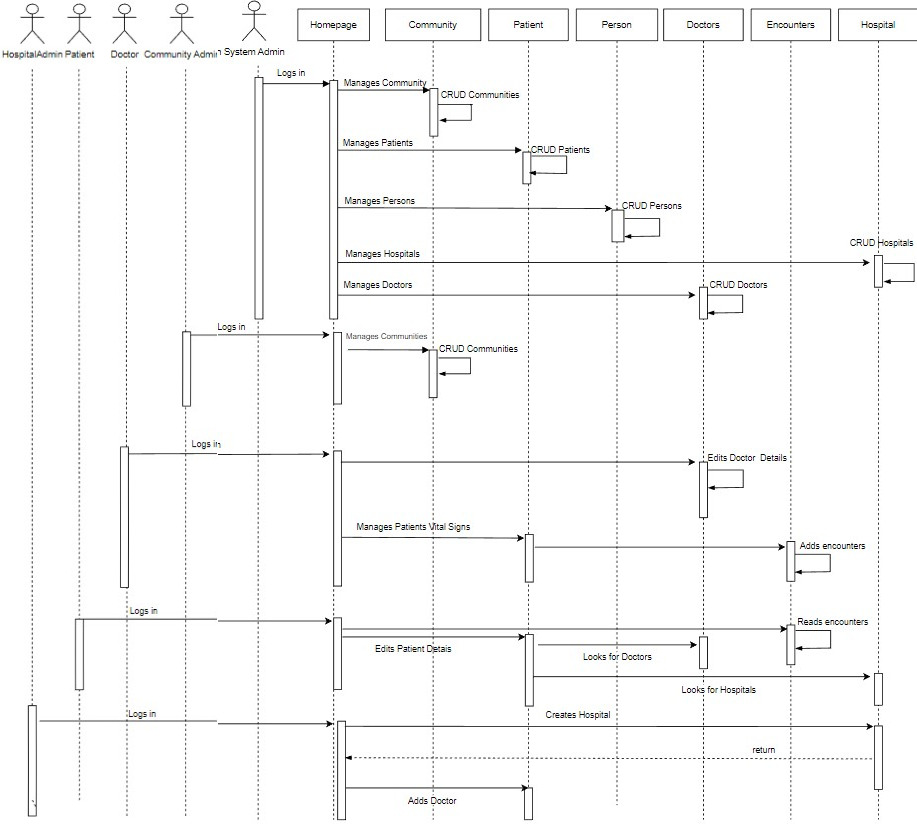 Homepage
Community
Patient
Person
Doctors
Encounters
Hospital
HospitalAdmin
Patient
Doctor
Community Admin
System Admin
Logs in
Manages Community
CRUD Communities
Manages Patients
CRUD Patients
Manages Persons
CRUD Persons
CRUD Hospitals
Manages Hospitals
Manages Doctors
CRUD Doctors
Logs in
Manages Communities
CRUD Communities
Logs in
Edits Doctor Details
Manages Patients Vital Signs
Adds encounters
Logs in
Reads encounters
Edits Patient Detais
Looks for Doctors
Looks for Hospitals
Logs in
Creates Hospital
return
Adds Doctor